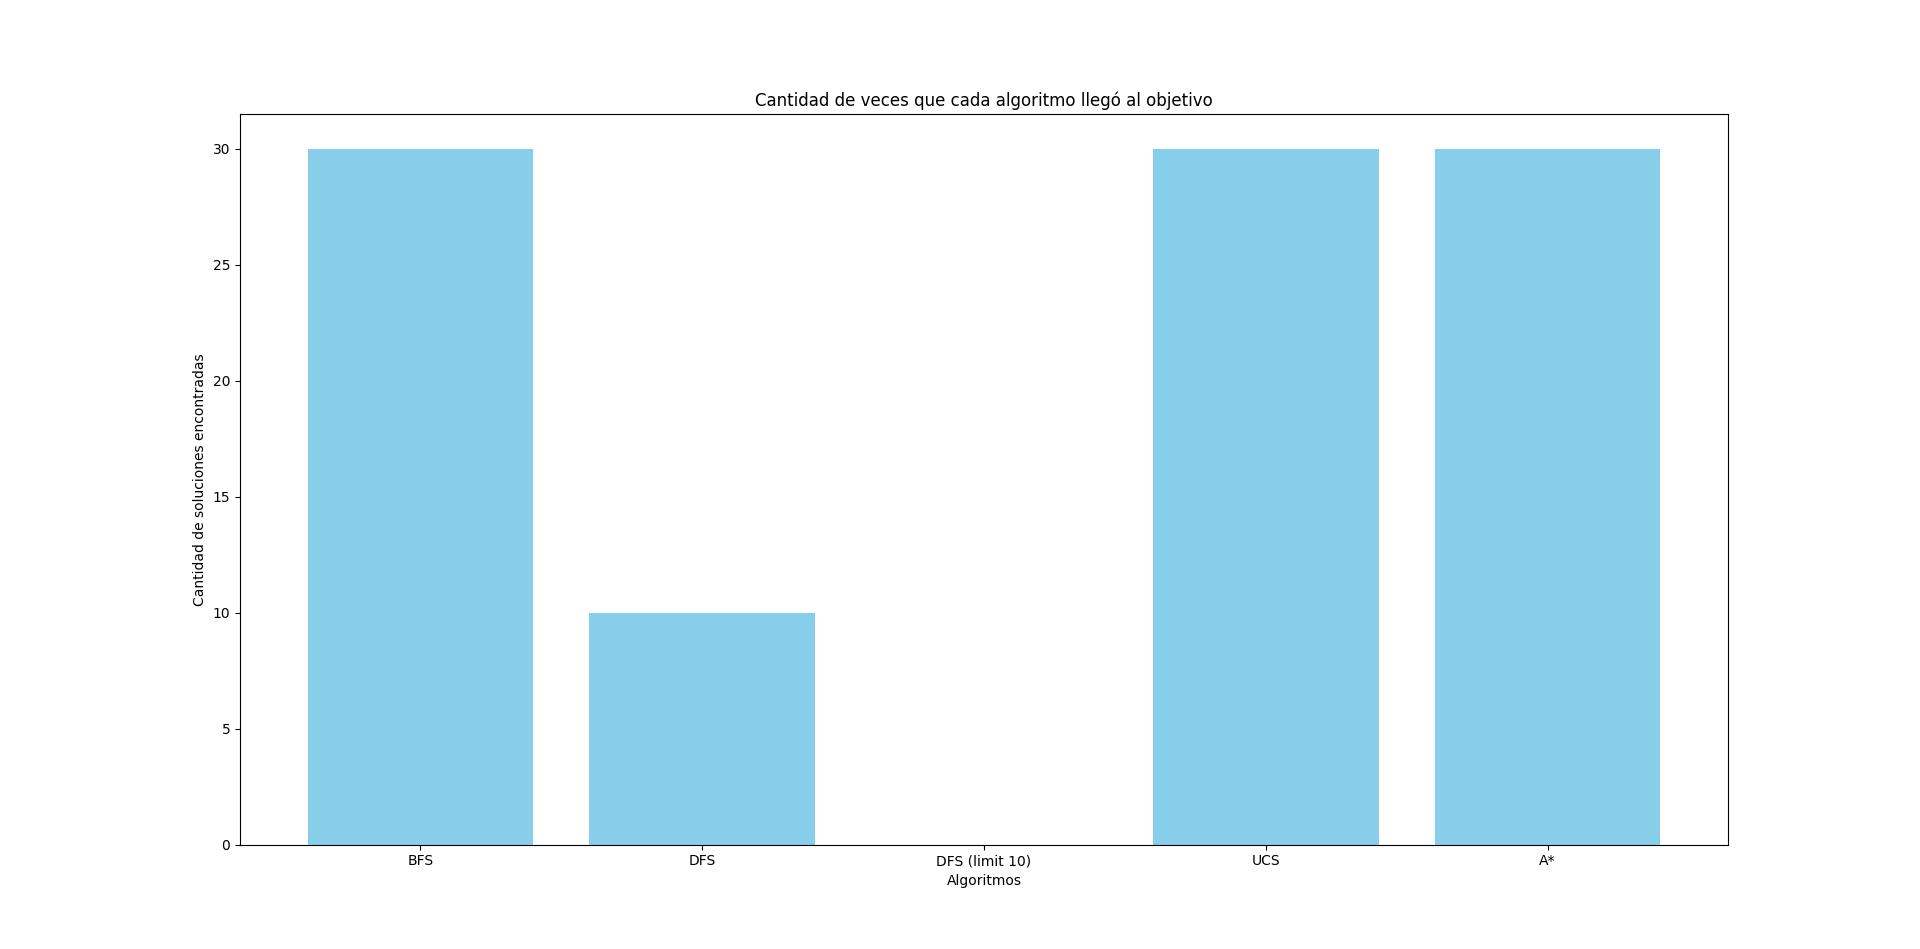 Cantidad de veces que cada algoritmo llegó al objetivo
Cantidad de soluciones encontradas
30
25
20
15
10
5
0
BFS
DFS
DFS (limit 10)
UCS
A*
Algoritmos